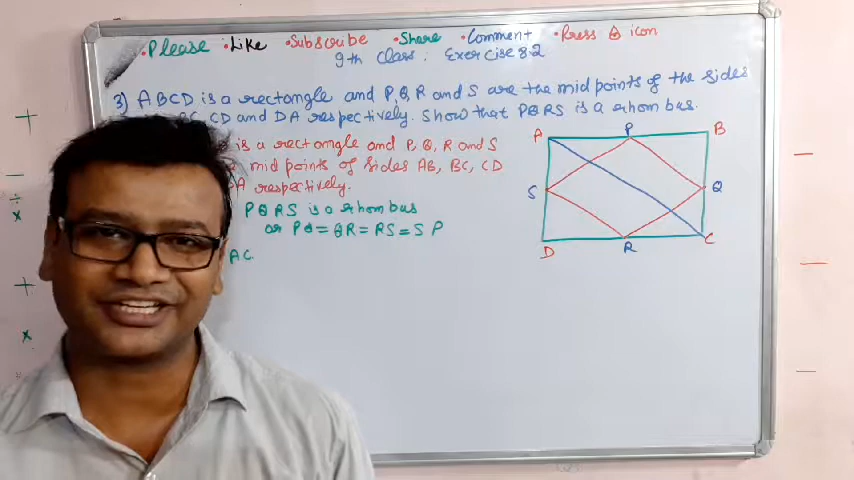 •Please •Like •Subscribe •Share •Comment •Press icon
9th Class: Exercise 8.2
3) ABCD is a rectangle and P, Q, R and S are the mid points of the sides
BC, CD and DA respectively. Show that PQRS is a rhombus.
is a rectangle and P, Q, R and S
mid points of sides AB, BC, CD
respectively.
PQRS is a rhombus
or PQ = QR = RS = S P
AC.
A P B
S Q
D R C